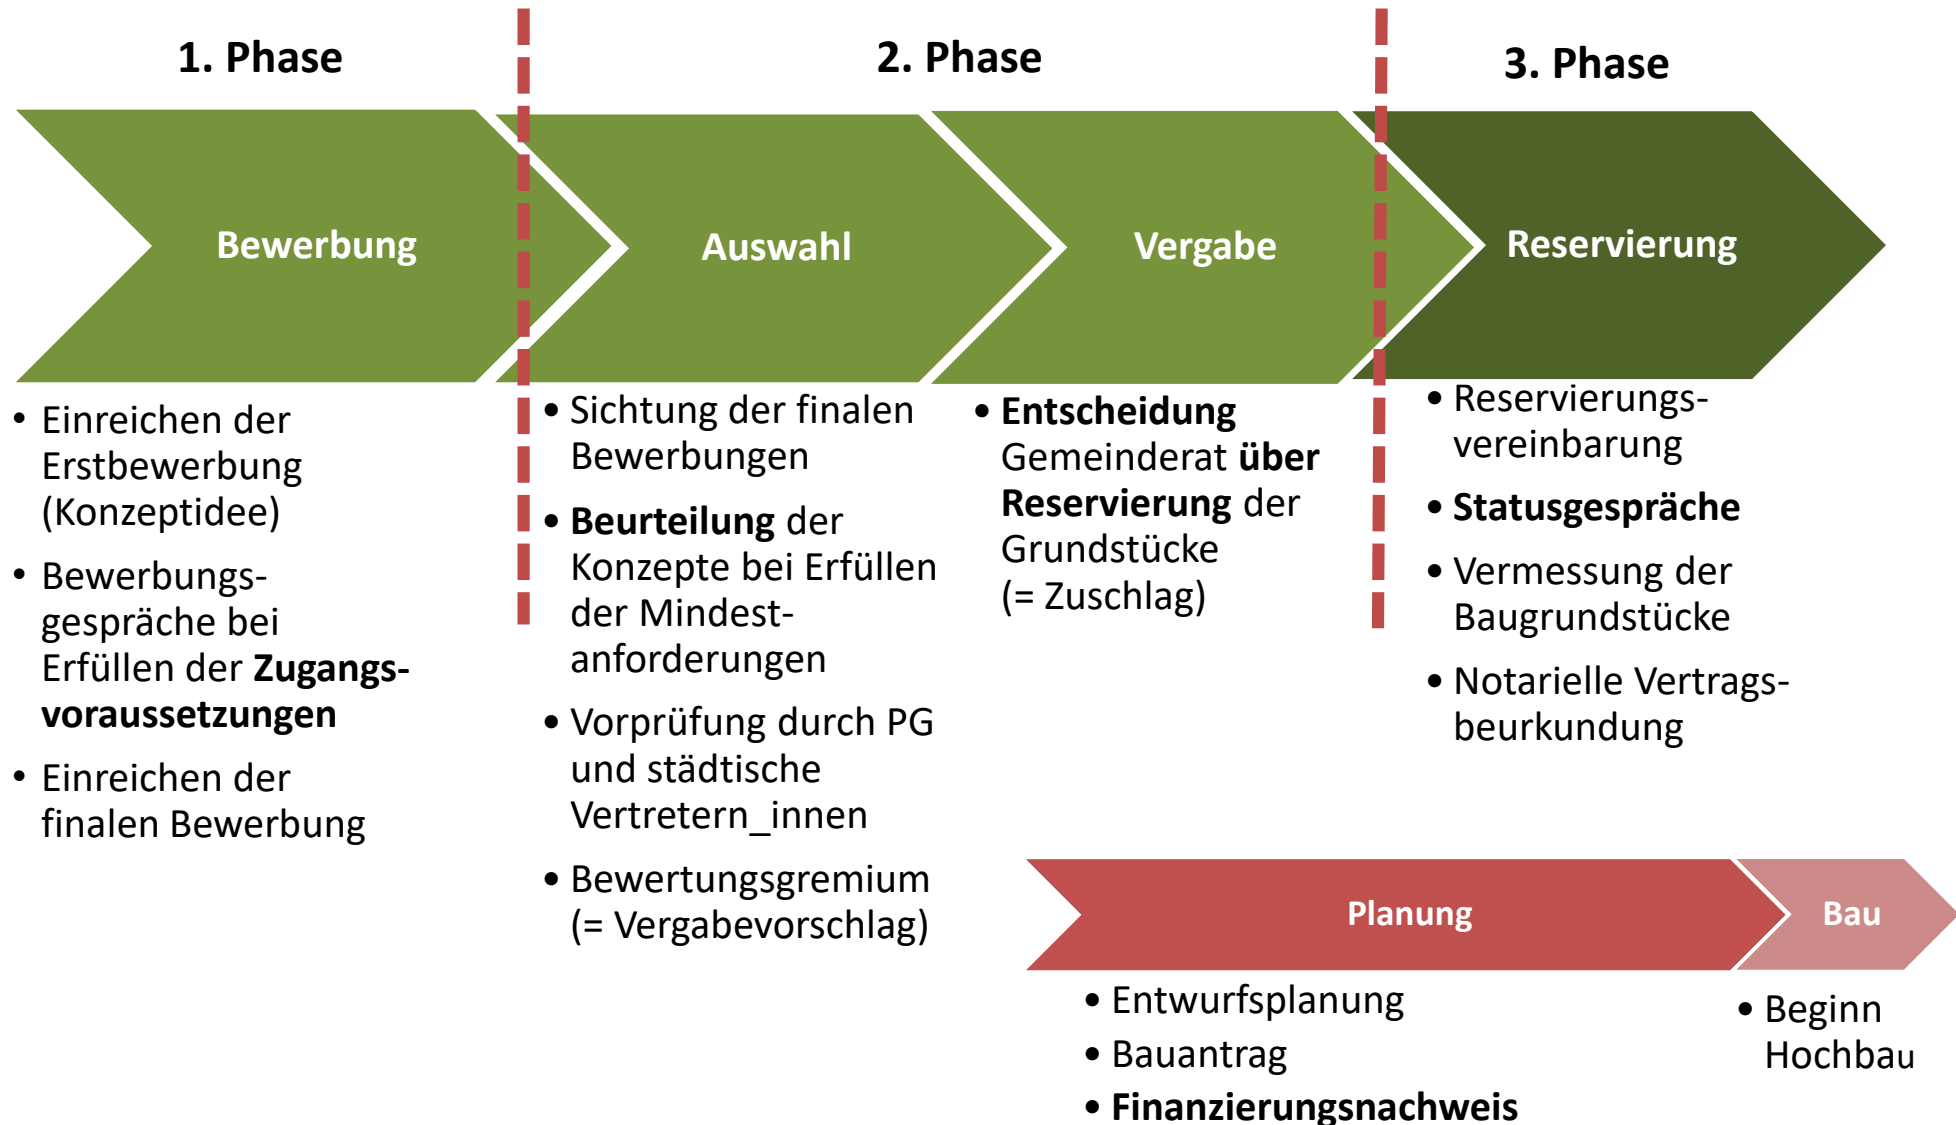 1. Phase
2. Phase
3. Phase
Bewerbung
Auswahl
Vergabe
Reservierung
• Einreichen der
Erstbewerbung
(Konzeptidee)
• Bewerbungs-
gespräche bei
Erfüllen der Zugangs-
voraussetzungen
• Einreichen der
finalen Bewerbung
• Sichtung der finalen
Bewerbungen
• Beurteilung der
Konzepte bei Erfüllen
der Mindest-
anforderungen
• Vorprüfung durch PG
und städtische
Vertretern_innen
• Bewertungsgremium
(= Vergabevorschlag)
• Entscheidung
Gemeinderat über
Reservierung der
Grundstücke
(= Zuschlag)
• Reservierungs-
vereinbarung
• Statusgespräche
• Vermessung der
Baugrundstücke
• Notarielle Vertrags-
beurkundung
Planung
Bau
• Entwurfsplanung
• Bauantrag
• Finanzierungsnachweis
• Beginn
Hochbau